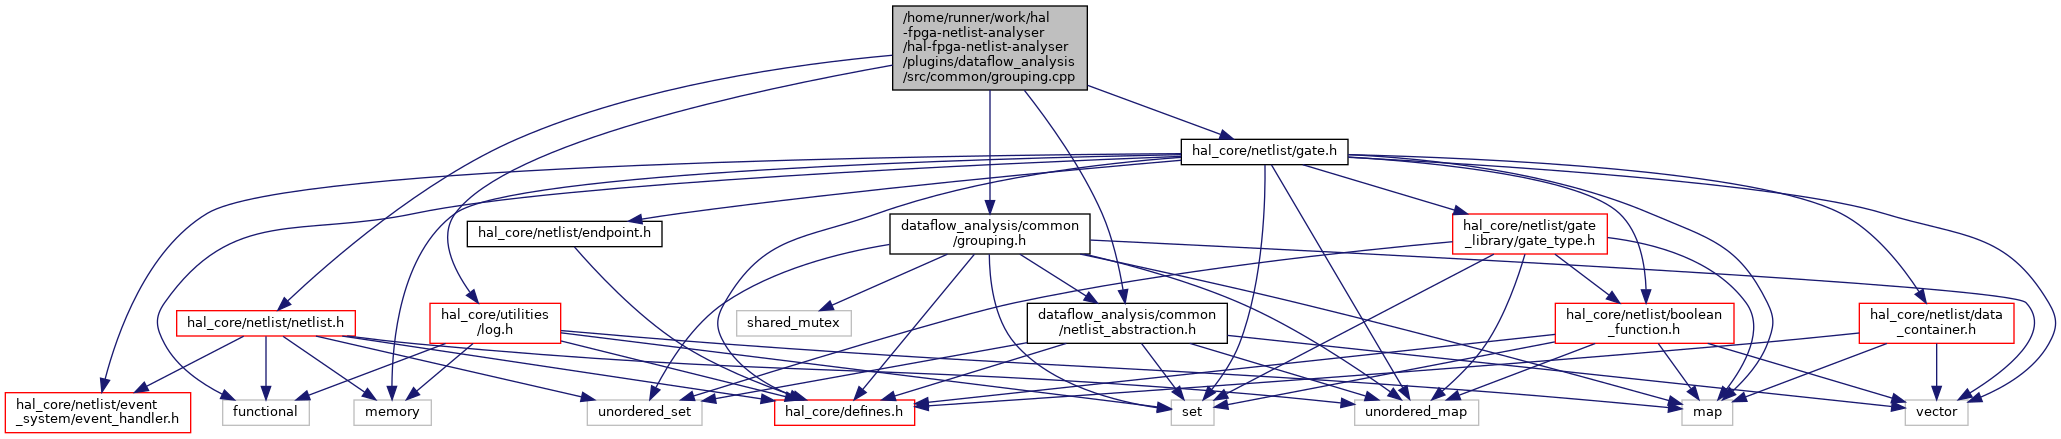 /home/runner/work/hal
-fpga-netlist-analyser
/hal-fpga-netlist-analyser
/plugins/dataflow_analysis
/src/common/grouping.cpp
hal_core/netlist/gate.h
hal_core/netlist/endpoint.h
dataflow_analysis/common
/grouping.h
hal_core/netlist/gate
_library/gate_type.h
hal_core/netlist/netlist.h
hal_core/utilities
/log.h
shared_mutex
dataflow_analysis/common
/netlist_abstraction.h
hal_core/netlist/boolean
_function.h
hal_core/netlist/data
_container.h
hal_core/netlist/event
_system/event_handler.h
functional
memory
unordered_set
hal_core/defines.h
set
unordered_map
map
vector